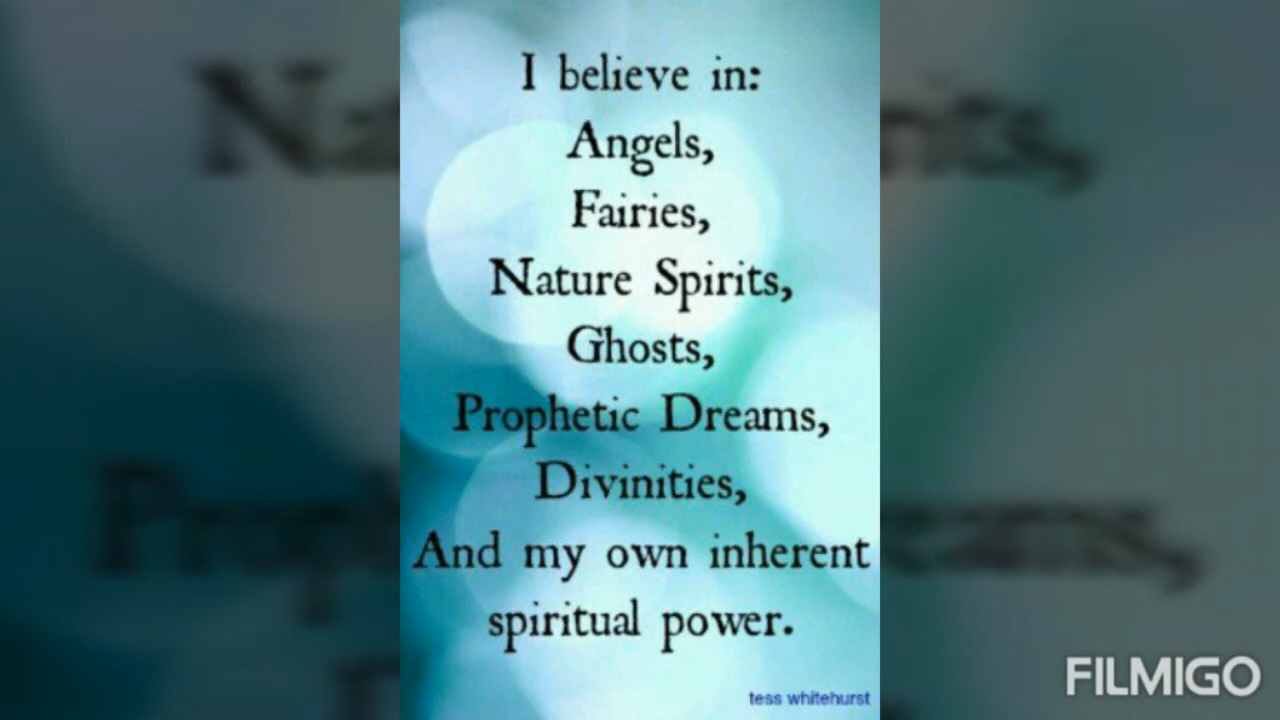 I believe in:
Angels,
Fairies,
Nature Spirits,
Ghosts,
Prophetic Dreams,
Divinities,
And my own inherent
spiritual power.
tess whitehurst
FILMIGO